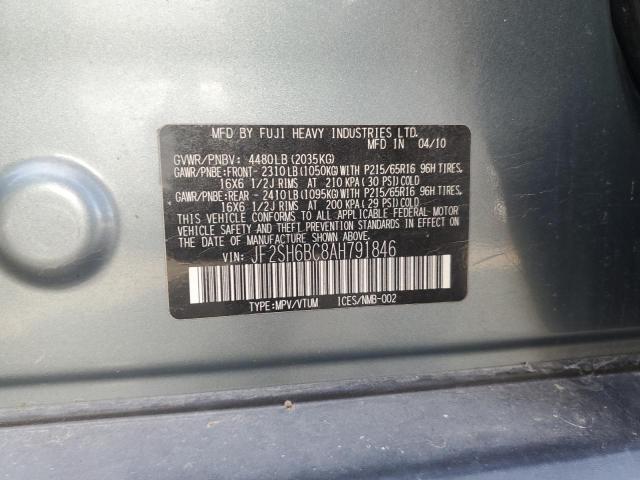 MFD BY FUJI HEAVY INDUSTRIES LTD.
MFD IN 04/10
GVWR/PNBV: 4480LB (2035KG)
GAWR/PNBE:FRONT- 2310LB(1050KG)WITH P215/65R16 96H TIRES,
16X6 1/2J RIMS AT 210 KPA(30 PSI)COLD
GAWR/PNBE:REAR - 2410LB(1095KG)WITH P215/65R16 96H TIRES,
16X6 1/2J RIMS AT 200 KPA(29 PSI)COLD
THIS VEHICLE CONFORMS TO ALL APPLICABLE FEDERAL MOTOR
VEHICLE SAFETY AND THEFT PREVENTION STANDARDS IN EFFECT
ON THE DATE OF MANUFACTURE SHOWN ABOVE.
VIN: JF2SH6BC8AH791846
TYPE:MPV/VTUM ICES/NMB-002